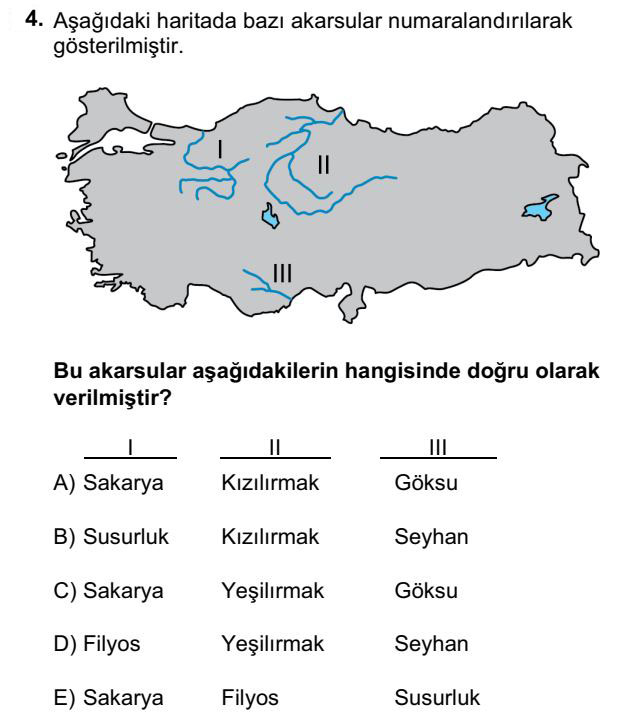 4. Aşağıdaki haritada bazı akarsular numaralandırılarak
gösterilmiştir.
I
II
III
Bu akarsular aşağıdakilerin hangisinde doğru olarak
verilmiştir?
I II III
A) Sakarya Kızılırmak Göksu
B) Susurluk Kızılırmak Seyhan
C) Sakarya Yeşilırmak Göksu
D) Filyos Yeşilırmak Seyhan
E) Sakarya Filyos Susurluk